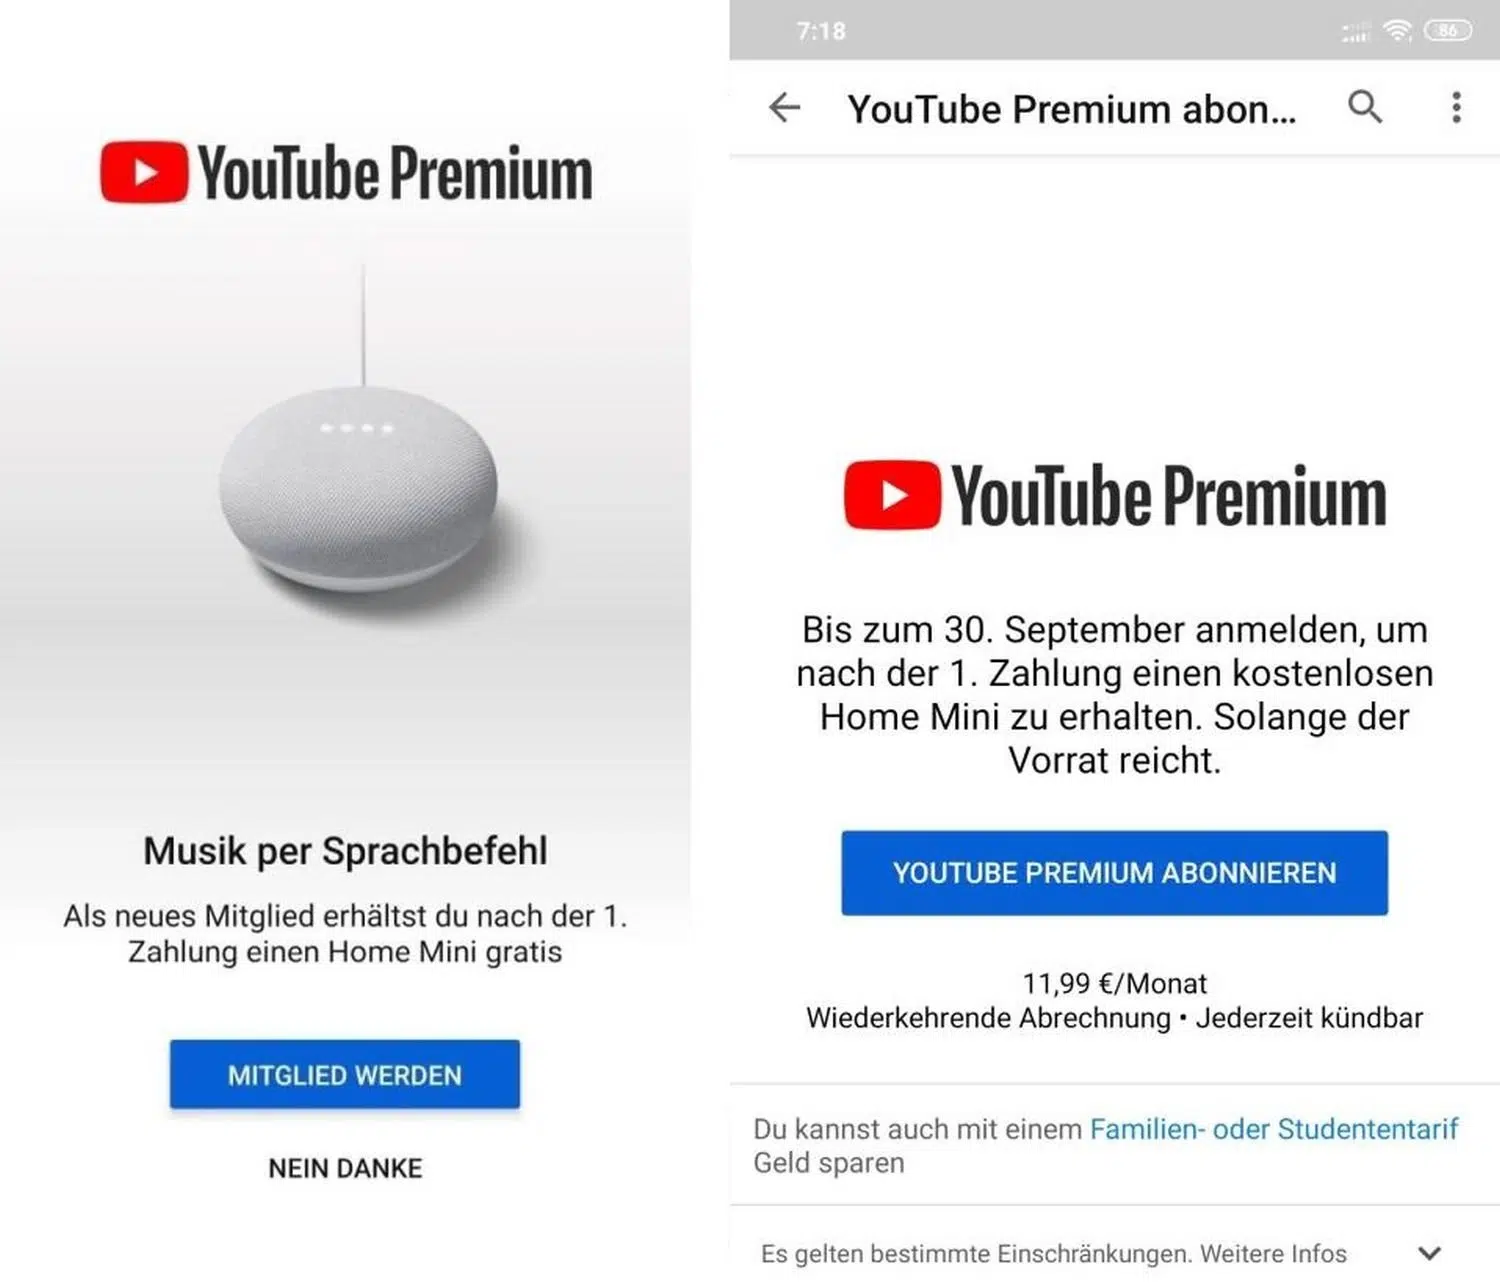 YouTube Premium
Musik per Sprachbefehl
Als neues Mitglied erhältst du nach der 1.
Zahlung einen Home Mini gratis
MITGLIED WERDEN
NEIN DANKE
7:18
86
YouTube Premium abon...
YouTube Premium
Bis zum 30. September anmelden, um
nach der 1. Zahlung einen kostenlosen
Home Mini zu erhalten. Solange der
Vorrat reicht.
YOUTUBE PREMIUM ABONNIEREN
11,99 €/Monat
Wiederkehrende Abrechnung • Jederzeit kündbar
Du kannst auch mit einem Familien- oder Studententarif
Geld sparen
Es gelten bestimmte Einschränkungen. Weitere Infos